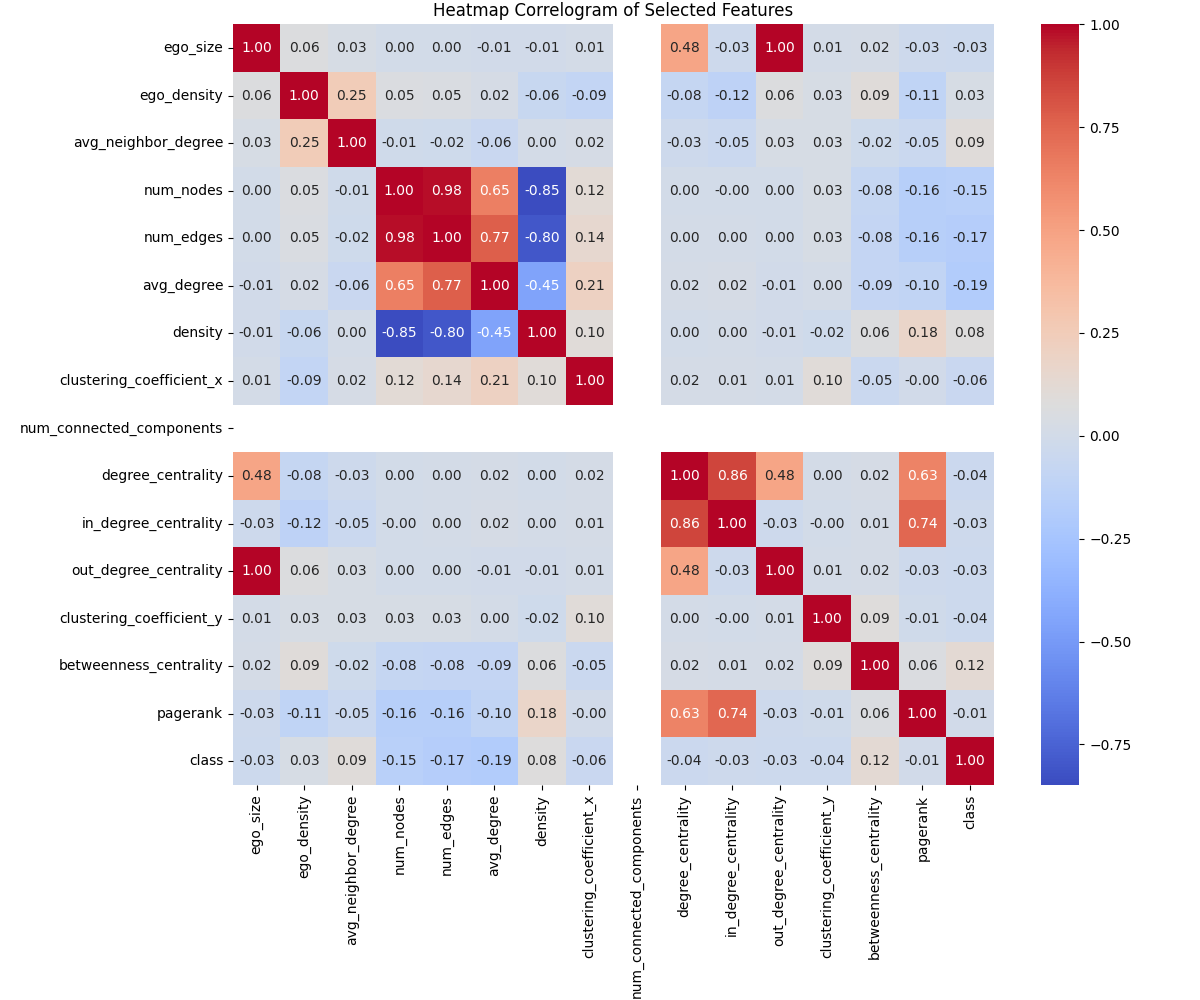 Heatmap Correlogram of Selected Features
ego_size 1.00 0.06 0.03 0.00 0.00 -0.01 -0.01 0.01 0.48 -0.03 1.00 0.01 0.02 -0.03 -0.03
ego_density 0.06 1.00 0.25 0.05 0.05 0.02 -0.06 -0.09 -0.08 -0.12 0.06 0.03 0.09 -0.11 0.03
avg_neighbor_degree 0.03 0.25 1.00 -0.01 -0.02 -0.06 0.00 0.02 -0.03 -0.05 0.03 0.03 -0.02 -0.05 0.09
num_nodes 0.00 0.05 -0.01 1.00 0.98 0.65 -0.85 0.12 0.00 -0.00 0.00 0.03 -0.08 -0.16 -0.15
num_edges 0.00 0.05 -0.02 0.98 1.00 0.77 -0.80 0.14 0.00 0.00 0.00 0.03 -0.08 -0.16 -0.17
avg_degree -0.01 0.02 -0.06 0.65 0.77 1.00 -0.45 0.21 0.02 0.02 -0.01 0.00 -0.09 -0.10 -0.19
density -0.01 -0.06 0.00 -0.85 -0.80 -0.45 1.00 0.10 0.00 0.00 -0.01 -0.02 0.06 0.18 0.08
clustering_coefficient_x 0.01 -0.09 0.02 0.12 0.14 0.21 0.10 1.00 0.02 0.01 0.01 0.10 -0.05 -0.00 -0.06
num_connected_components
degree_centrality 0.48 -0.08 -0.03 0.00 0.00 0.02 0.00 0.02 1.00 0.86 0.48 0.00 0.02 0.63 -0.04
in_degree_centrality -0.03 -0.12 -0.05 -0.00 0.00 0.02 0.00 0.01 0.86 1.00 -0.03 -0.00 0.01 0.74 -0.03
out_degree_centrality 1.00 0.06 0.03 0.00 0.00 -0.01 -0.01 0.01 0.48 -0.03 1.00 0.01 0.02 -0.03 -0.03
clustering_coefficient_y 0.01 0.03 0.03 0.03 0.03 0.00 -0.02 0.10 0.00 -0.00 0.01 1.00 0.09 -0.01 -0.04
betweenness_centrality 0.02 0.09 -0.02 -0.08 -0.08 -0.09 0.06 -0.05 0.02 0.01 0.02 0.09 1.00 0.06 0.12
pagerank -0.03 -0.11 -0.05 -0.16 -0.16 -0.10 0.18 -0.00 0.63 0.74 -0.03 -0.01 0.06 1.00 -0.01
class -0.03 0.03 0.09 -0.15 -0.17 -0.19 0.08 -0.06 -0.04 -0.03 -0.03 -0.04 0.12 -0.01 1.00
ego_size
ego_density
avg_neighbor_degree
num_nodes
num_edges
avg_degree
density
clustering_coefficient_x
num_connected_components
degree_centrality
in_degree_centrality
out_degree_centrality
clustering_coefficient_y
betweenness_centrality
pagerank
class
1.00
0.75
0.50
0.25
0.00
−0.25
−0.50
−0.75